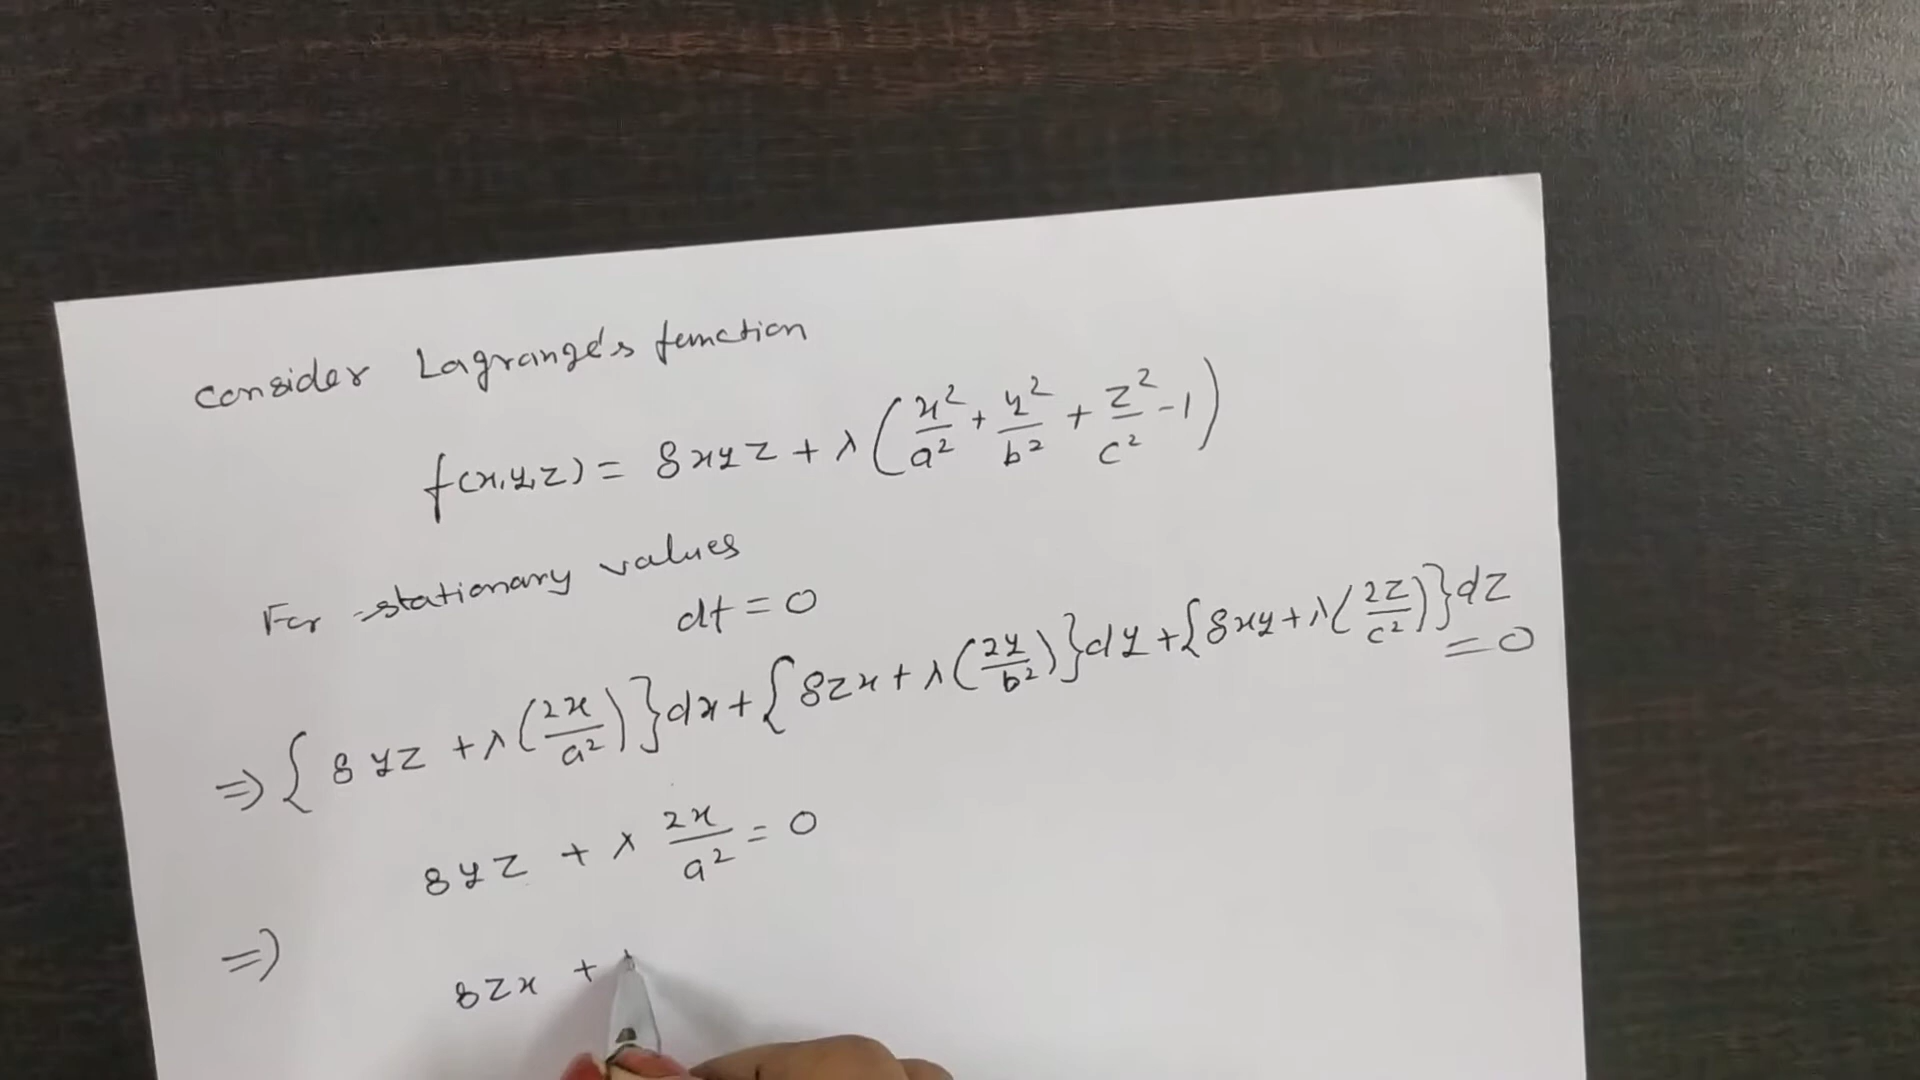 consider Lagrange's function
f(x,y,z) = 8xyz + λ(x²/a² + y²/b² + z²/c² - 1)
For stationary values
df = 0
⇒ { 8yz + λ(2x/a²)}dx + {8zx + λ(2y/b²)}dy + {8xy + λ(2z/c²)}dz = 0
8yz + λ 2x/a² = 0
⇒
8zx +